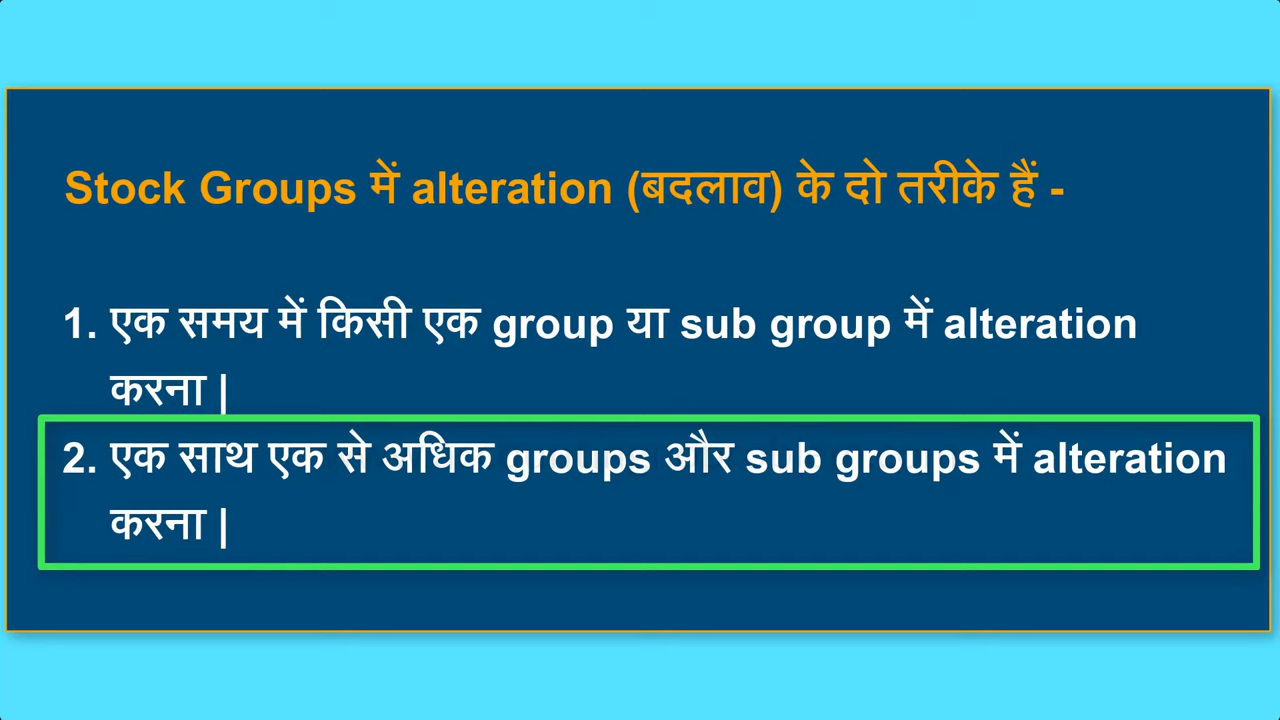 Stock Groups में alteration (बदलाव) के दो तरीके हैं -
1. एक समय में किसी एक group या sub group में alteration
करना |
2. एक साथ एक से अधिक groups और sub groups में alteration
करना |